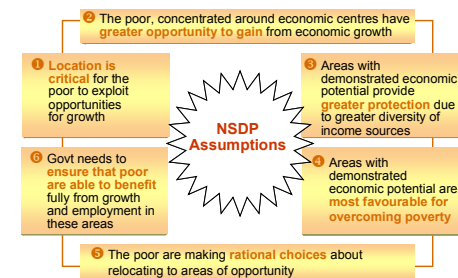 ❷ The poor, concentrated around economic centres have
greater opportunity to gain from economic growth
❶ Location is
critical for the
poor to exploit
opportunities
for growth
❸ Areas with
demonstrated economic
potential provide
greater protection due
to greater diversity of
income sources
NSDP
Assumptions
❻ Govt needs to
ensure that poor
are able to benefit
fully from growth
and employment in
these areas
❹ Areas with
demonstrated
economic potential are
most favourable for
overcoming poverty
❺ The poor are making rational choices about
relocating to areas of opportunity